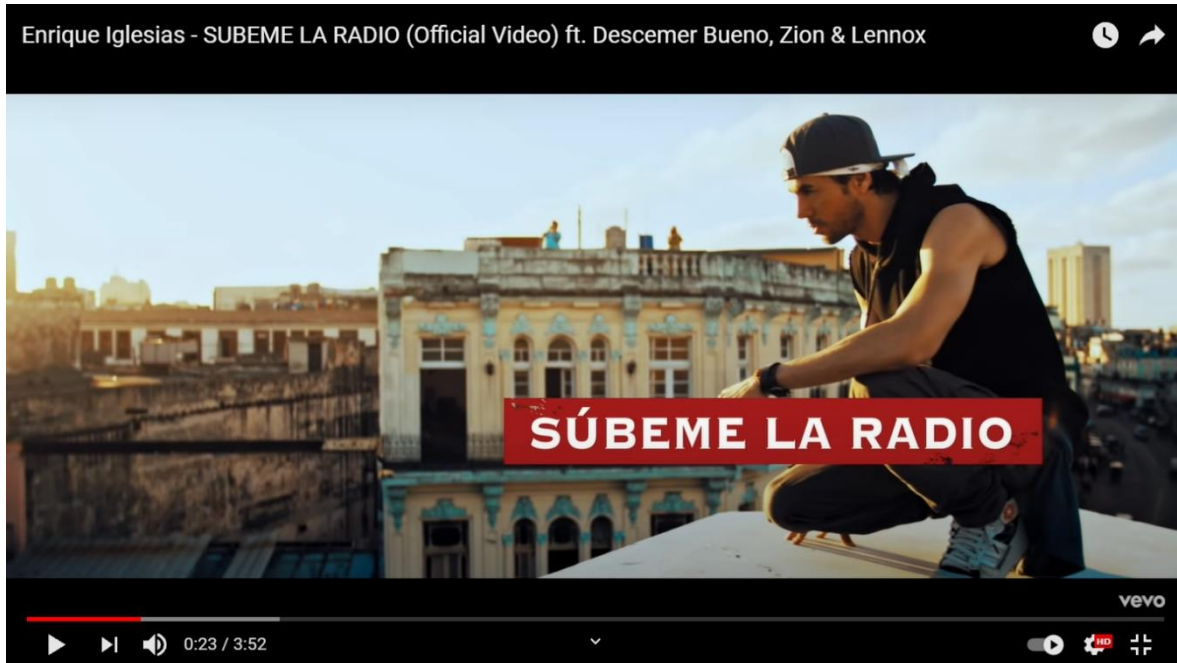 Enrique Iglesias - SUBEME LA RADIO (Official Video) ft. Descemer Bueno, Zion & Lennox
SÚBEME LA RADIO
vevo
0:23 / 3:52
HD